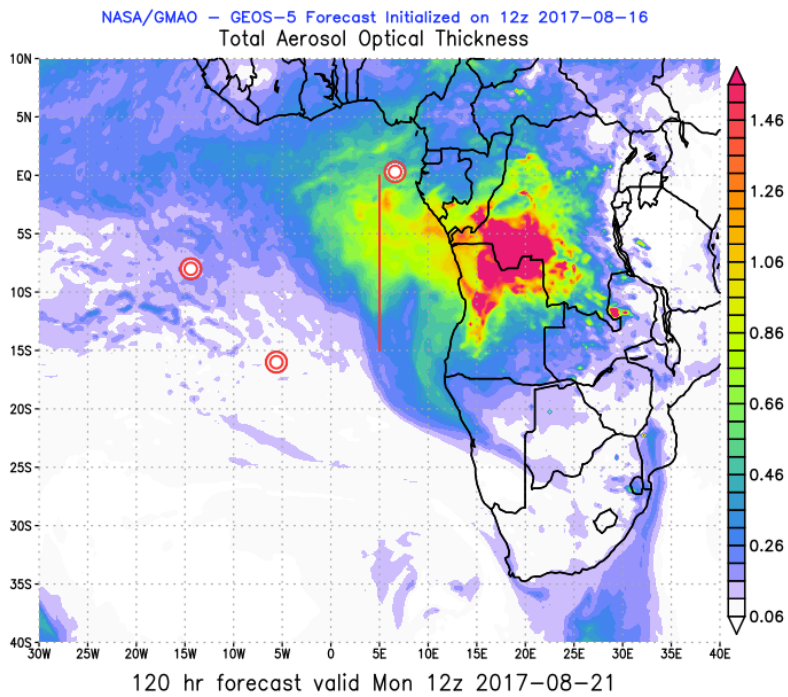 NASA/GMAO - GEOS-5 Forecast Initialized on 12z 2017-08-16
Total Aerosol Optical Thickness
10N
5N
EQ
5S
10S
15S
20S
25S
30S
35S
40S
30W 25W 20W 15W 10W 5W 0 5E 10E 15E 20E 25E 30E 35E 40E
1.46
1.26
1.06
0.86
0.66
0.46
0.26
0.06
120 hr forecast valid Mon 12z 2017-08-21